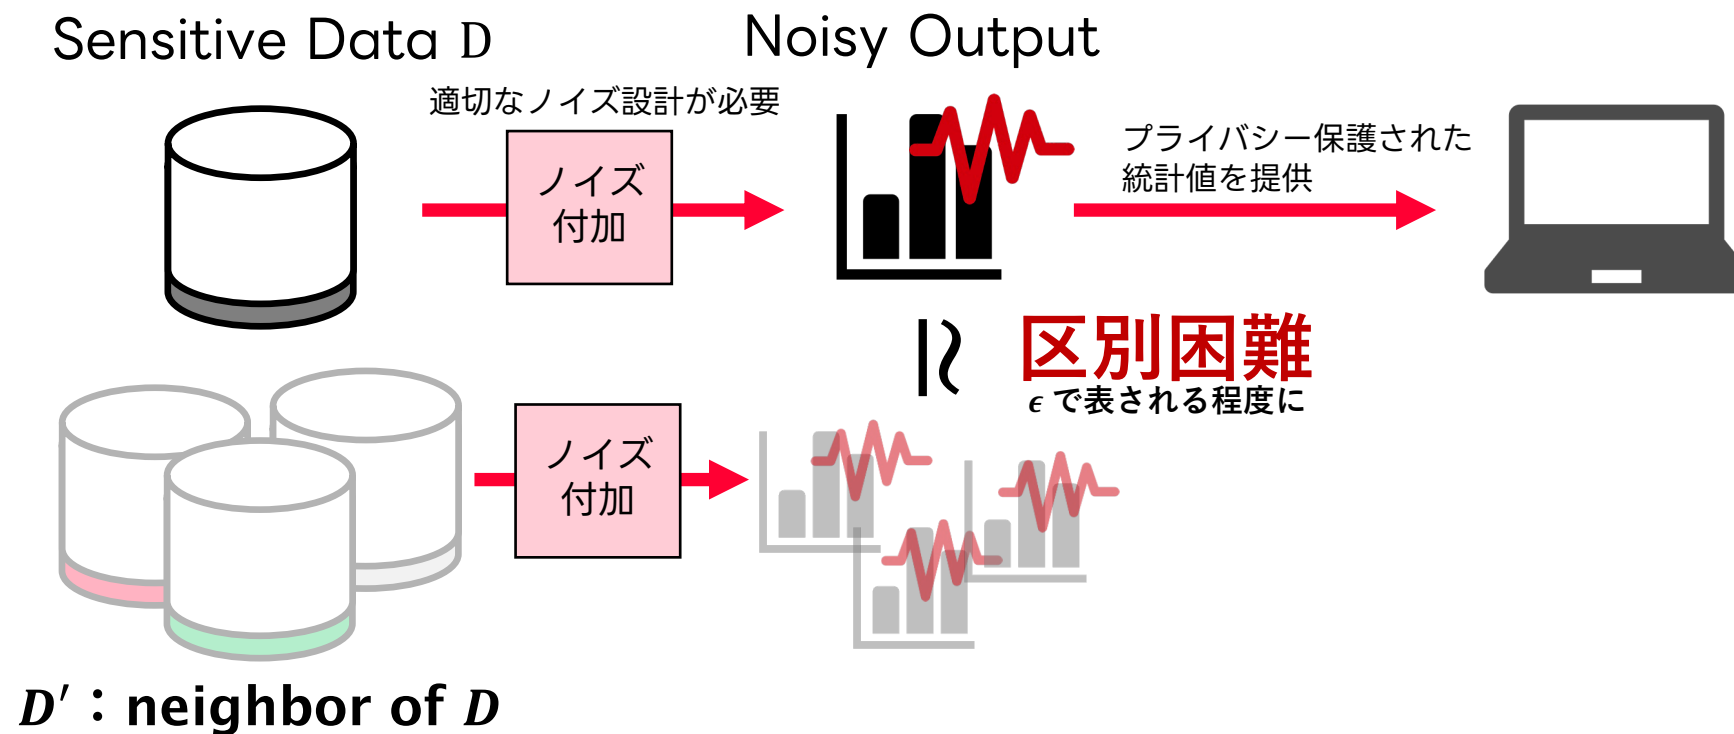 Sensitive Data D
Noisy Output
適切なノイズ設計が必要
ノイズ
付加
プライバシー保護された
統計値を提供
≃
区別困難
ϵ で表される程度に
ノイズ
付加
D′：neighbor of D